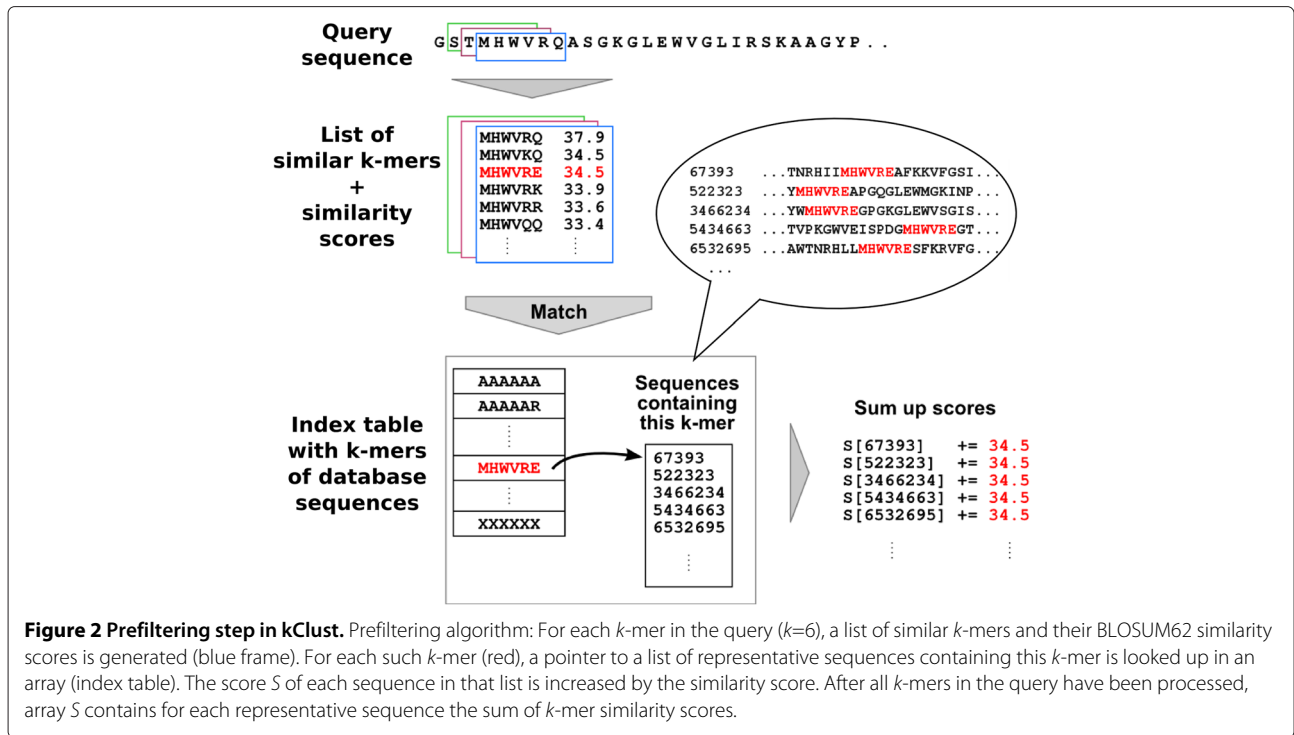 Query
sequence
G S T M H W V R Q A S G K G L E W V G L I R S K A A G Y P . .
List of
similar k-mers
+
similarity
scores
MHWVRQ 37.9
MHWVKQ 34.5
MHWVRE 34.5
MHWVRK 33.9
MHWVRR 33.6
MHWVQQ 33.4
67393 ...TNRHIIMHWVREAFKKVFGSI...
522323 ...YMHWVREAPGQGLEWMGKINP...
3466234 ...YWMHWVREGPGKGLEWVSGIS...
5434663 ...TVPKGWVEISPDGMHWVREGT...
6532695 ...AWTNRHLLMHWVRESFKRVFG...
...
Match
Index table
with k-mers
of database
sequences
AAAAAA
AAAAAR
MHWVRE
XXXXXX
Sequences
containing
this k-mer
67393
522323
3466234
5434663
6532695
Sum up scores
S[67393] += 34.5
S[522323] += 34.5
S[3466234] += 34.5
S[5434663] += 34.5
S[6532695] += 34.5
Figure 2 Prefiltering step in kClust. Prefiltering algorithm: For each k-mer in the query (k=6), a list of similar k-mers and their BLOSUM62 similarity
scores is generated (blue frame). For each such k-mer (red), a pointer to a list of representative sequences containing this k-mer is looked up in an
array (index table). The score S of each sequence in that list is increased by the similarity score. After all k-mers in the query have been processed,
array S contains for each representative sequence the sum of k-mer similarity scores.